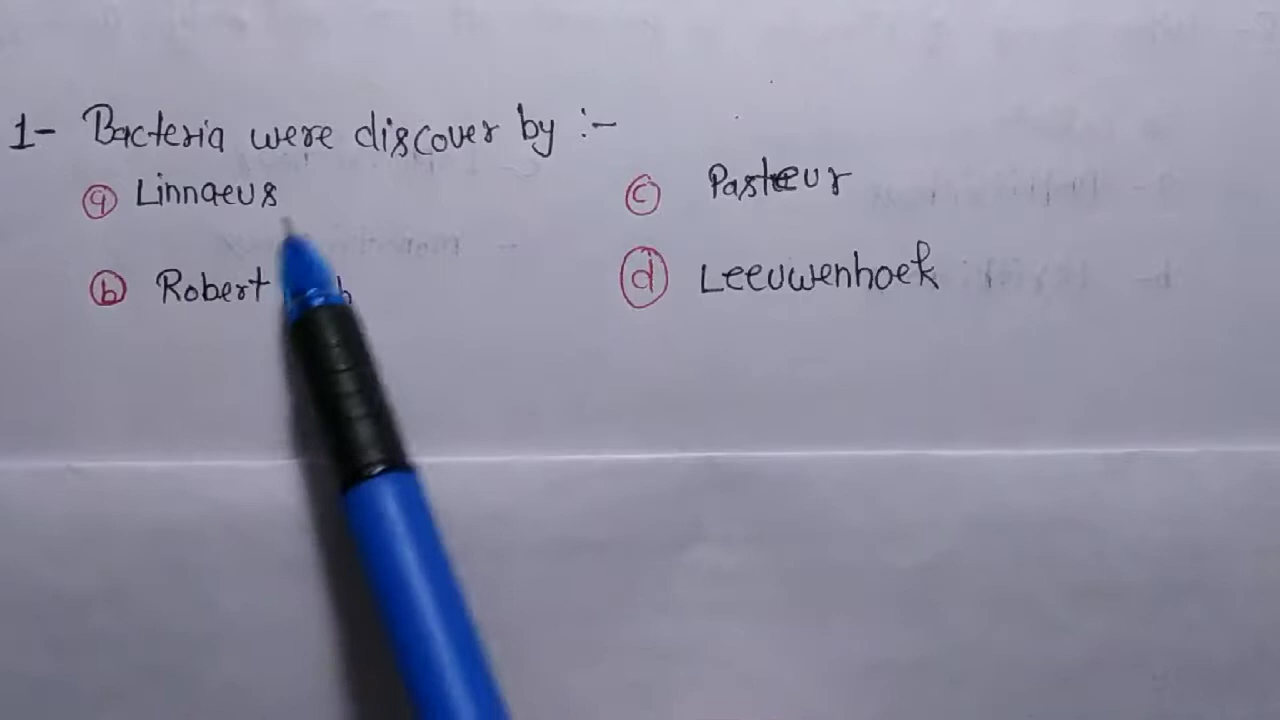 1- Bacteria were discover by :-
(a) Linnaeus
(b) Robert
(c) Pasteur
(d) Leeuwenhoek